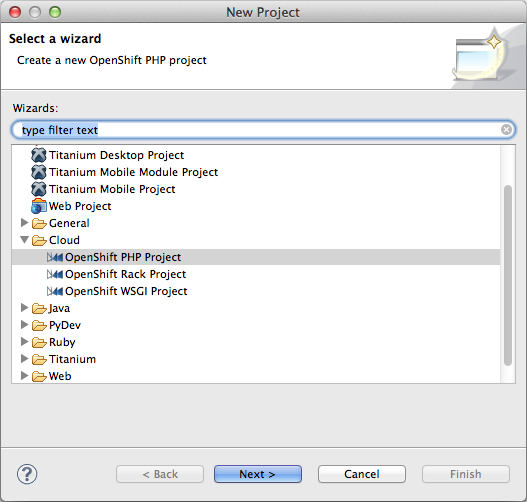 New Project
Select a wizard
Create a new OpenShift PHP project
Wizards:
type filter text
Titanium Desktop Project
Titanium Mobile Module Project
Titanium Mobile Project
Web Project
General
Cloud
OpenShift PHP Project
OpenShift Rack Project
OpenShift WSGI Project
Java
PyDev
Ruby
Titanium
Web
? < Back Next > Cancel Finish